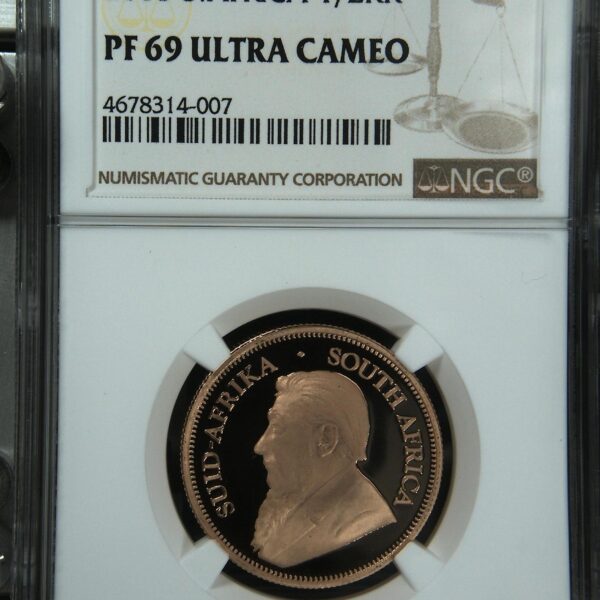 PF 69 ULTRA CAMEO
4678314-007
NUMISMATIC GUARANTY CORPORATION
NGC®
SUID-AFRIKA · SOUTH AFRICA